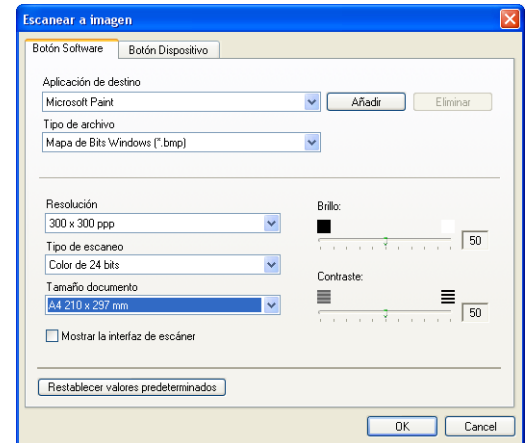 Escanear a imagen
Botón Software Botón Dispositivo
Aplicación de destino
Microsoft Paint Añadir Eliminar
Tipo de archivo
Mapa de Bits Windows (*.bmp)
Resolución Brillo:
300 x 300 ppp
50
Tipo de escaneo
Color de 24 bits
Tamaño documento Contraste:
A4 210 x 297 mm
50
Mostrar la interfaz de escáner
Restablecer valores predeterminados
OK Cancel